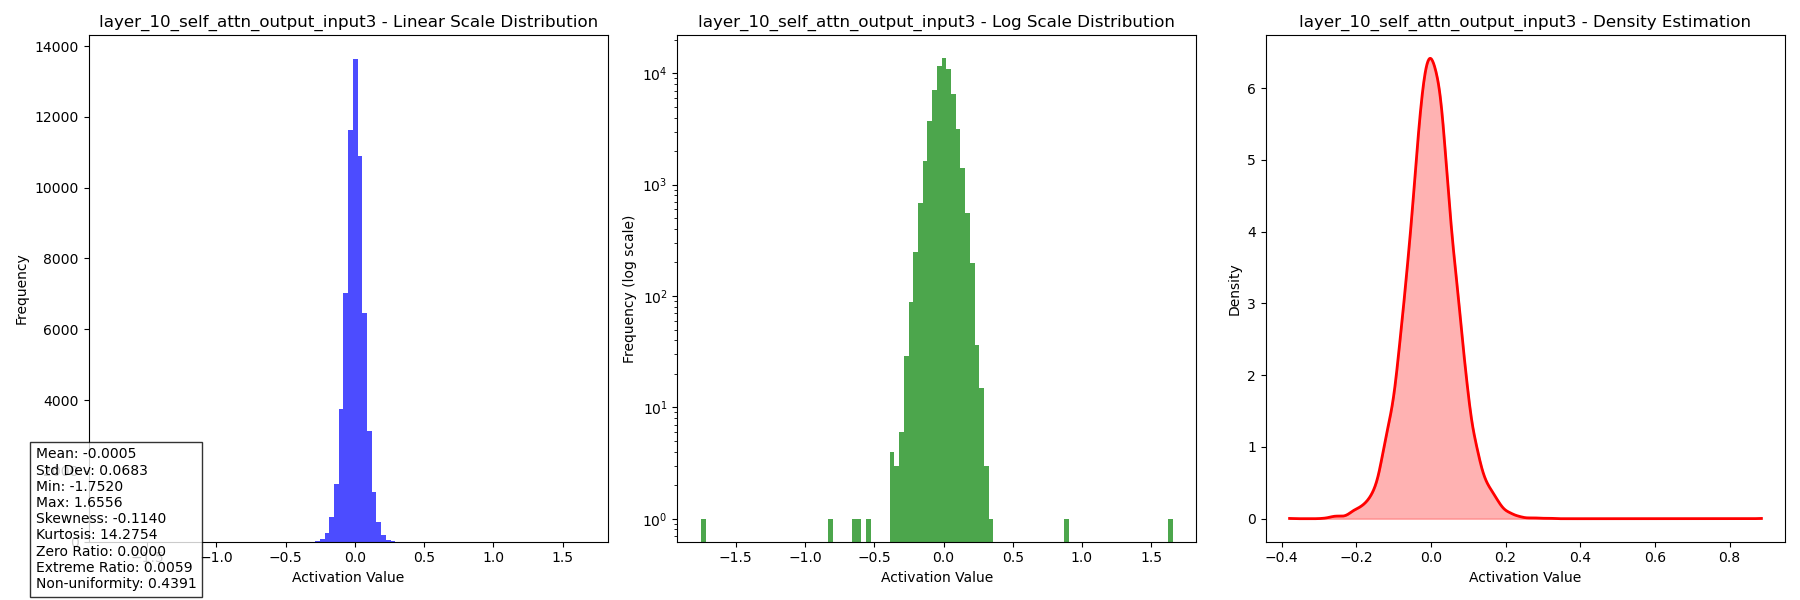 layer_10_self_attn_output_input3 - Linear Scale Distribution
14000
12000
10000
8000
6000
4000
Frequency
−1.0
−0.5
0.0
0.5
1.0
1.5
Activation Value
Mean: -0.0005
Std Dev: 0.0683
Min: -1.7520
Max: 1.6556
Skewness: -0.1140
Kurtosis: 14.2754
Zero Ratio: 0.0000
Extreme Ratio: 0.0059
Non-uniformity: 0.4391
layer_10_self_attn_output_input3 - Log Scale Distribution
10⁴
10³
10²
10¹
10⁰
Frequency (log scale)
−1.5
−1.0
−0.5
0.0
0.5
1.0
1.5
Activation Value
layer_10_self_attn_output_input3 - Density Estimation
6
5
4
3
2
1
0
Density
−0.4
−0.2
0.0
0.2
0.4
0.6
0.8
Activation Value